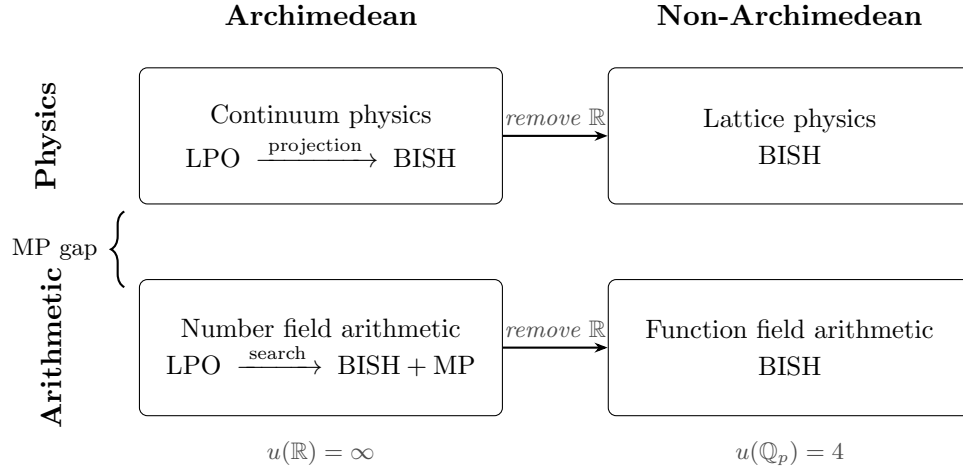 Archimedean
Non-Archimedean
Physics
Continuum physics
LPO —projection→ BISH
remove ℝ
Lattice physics
BISH
MP gap
Arithmetic
Number field arithmetic
LPO —search→ BISH + MP
remove ℝ
Function field arithmetic
BISH
u(ℝ) = ∞
u(ℚ_p) = 4